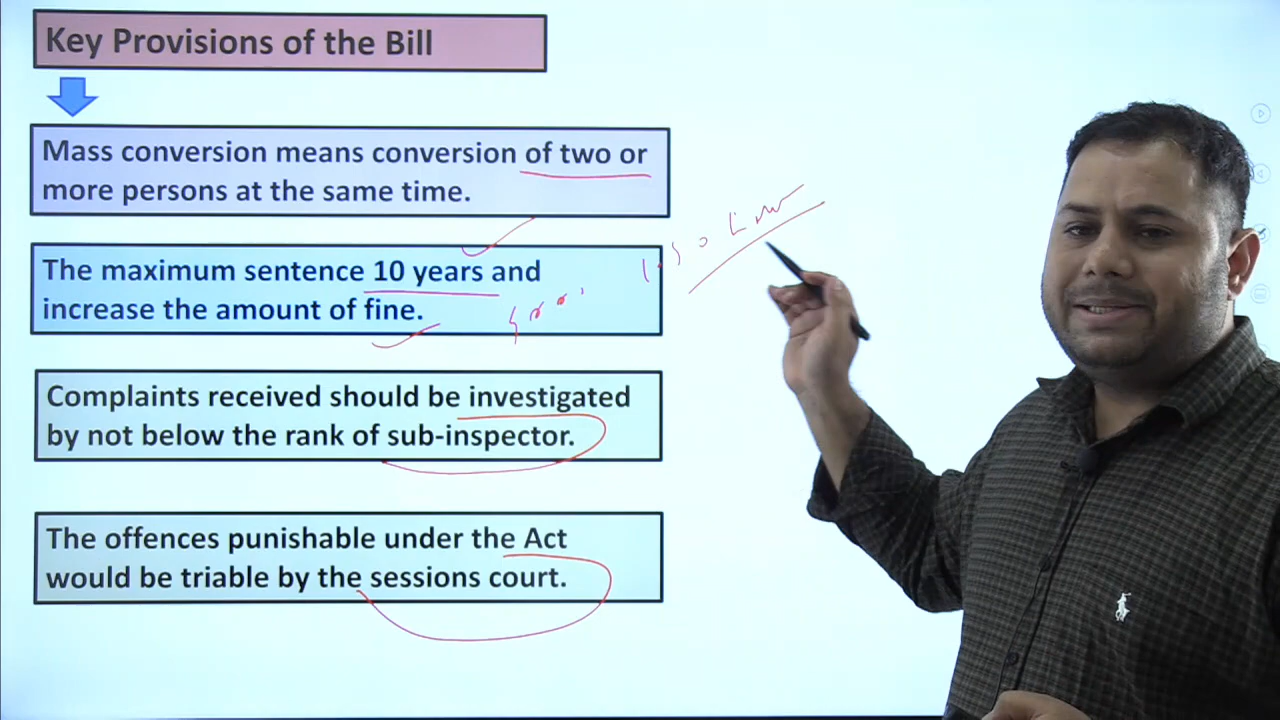 Key Provisions of the Bill
Mass conversion means conversion of two or
more persons at the same time.
The maximum sentence 10 years and
increase the amount of fine.
Complaints received should be investigated
by not below the rank of sub-inspector.
The offences punishable under the Act
would be triable by the sessions court.